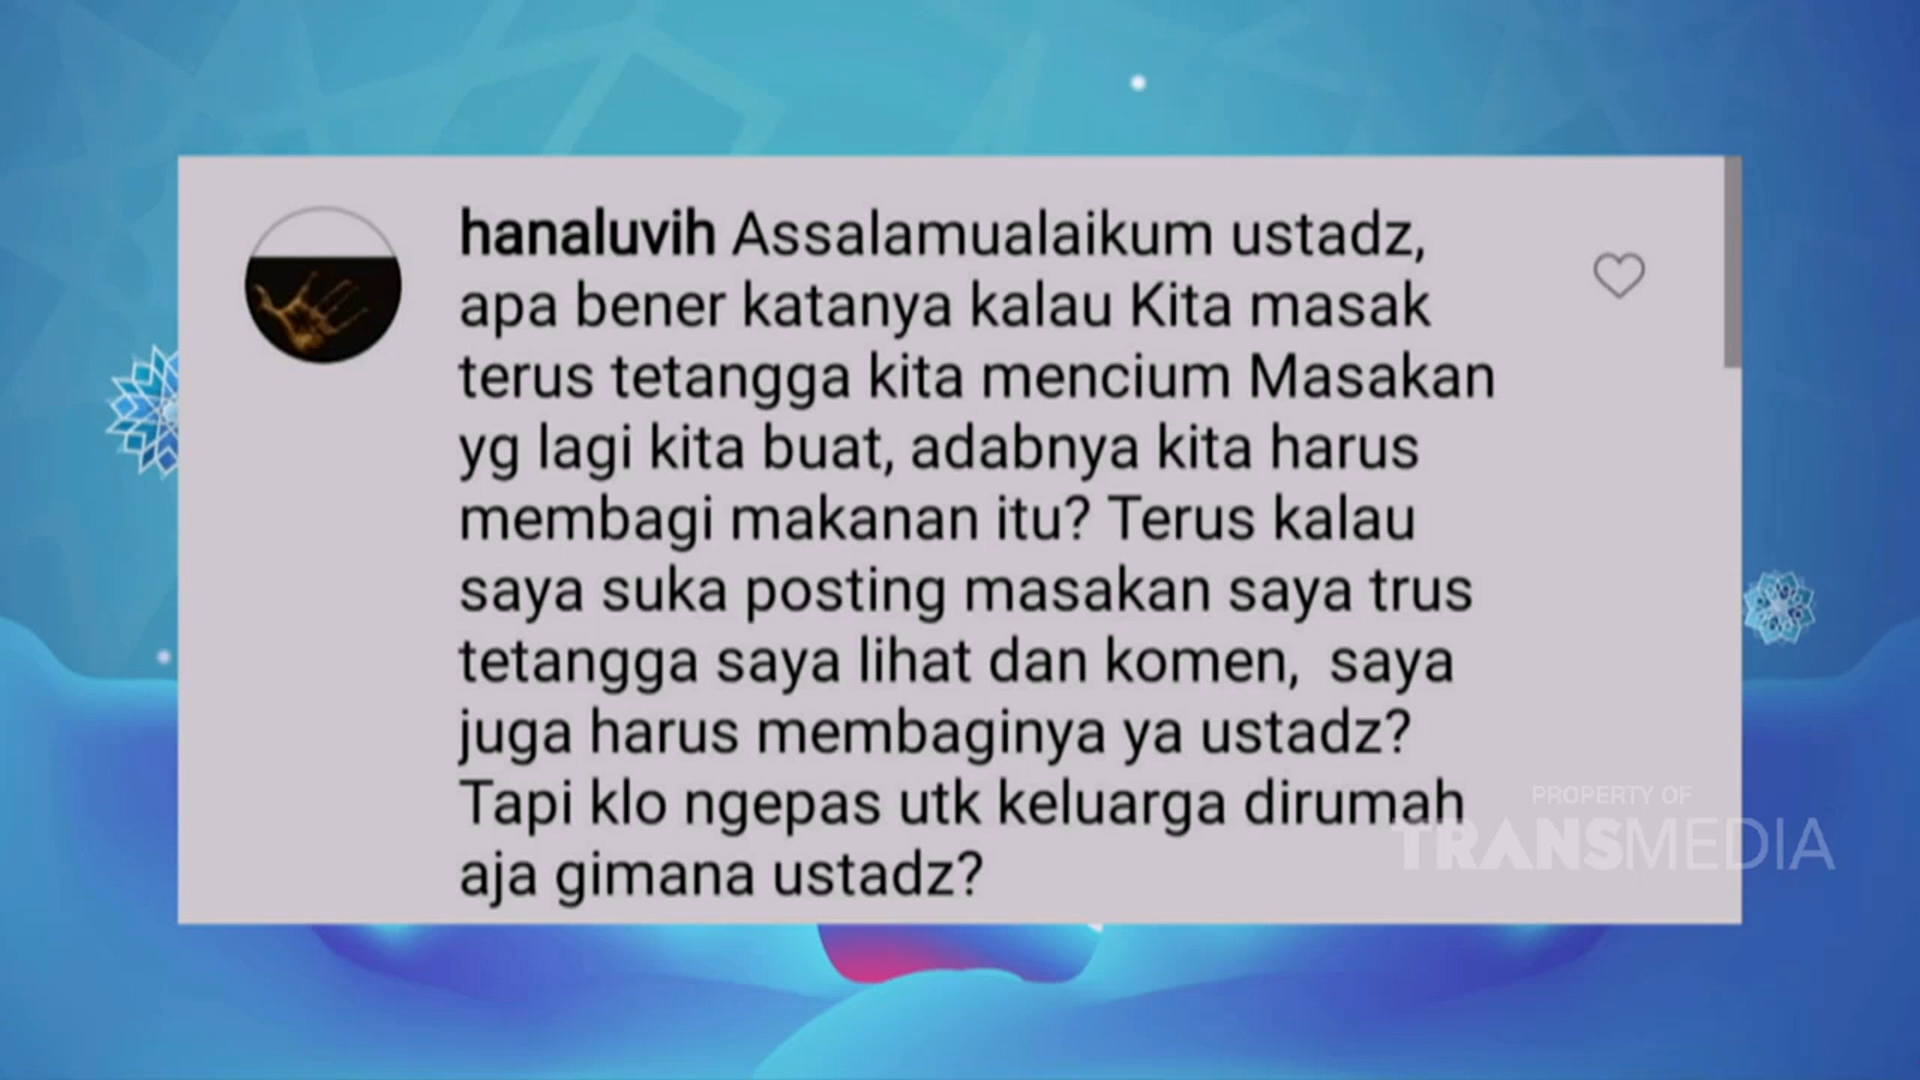 hanaluvih Assalamualaikum ustadz,
apa bener katanya kalau Kita masak
terus tetangga kita mencium Masakan
yg lagi kita buat, adabnya kita harus
membagi makanan itu? Terus kalau
saya suka posting masakan saya trus
tetangga saya lihat dan komen,  saya
juga harus membaginya ya ustadz?
Tapi klo ngepas utk keluarga dirumah
aja gimana ustadz?
PROPERTY OF
TRANSMEDIA